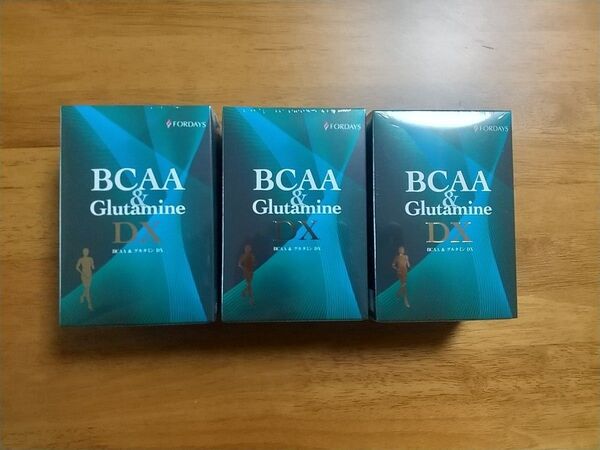 FORDAYS
BCAA
&
Glutamine
DX
BCAA & グルタミン DX
FORDAYS
BCAA
&
Glutamine
DX
BCAA & グルタミン DX
FORDAYS
BCAA
&
Glutamine
DX
BCAA & グルタミン DX